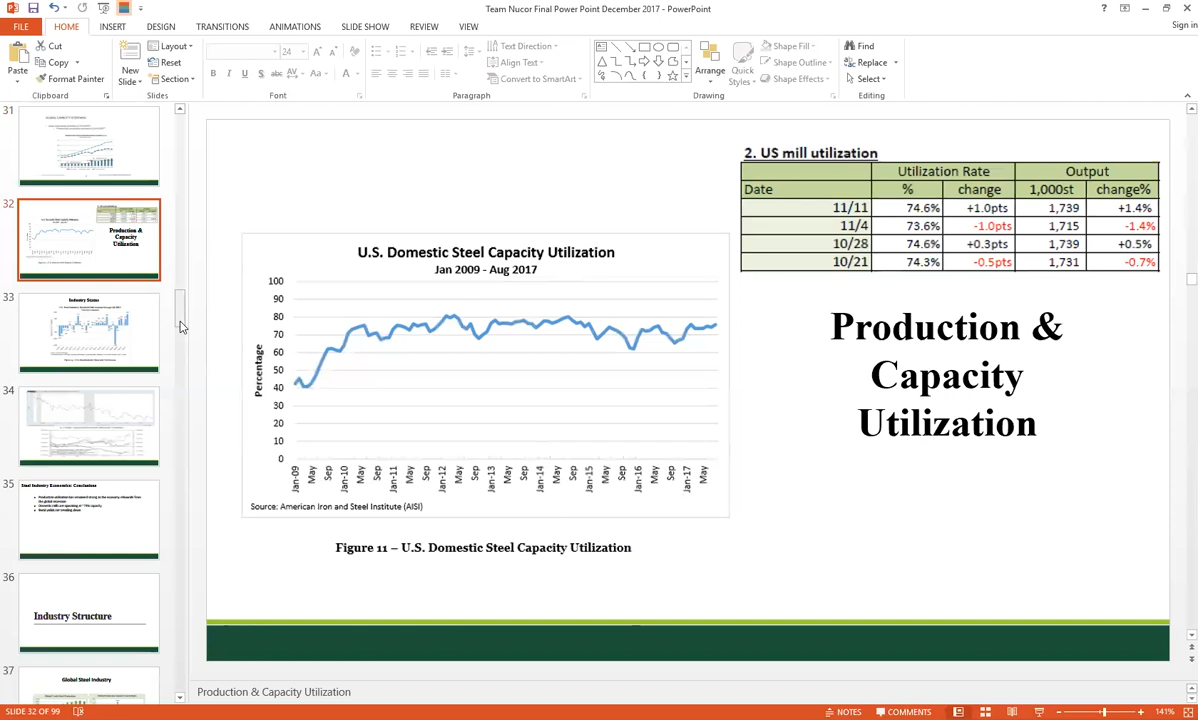 Team Nucor Final Power Point December 2017 - PowerPoint
Sign in
FILE HOME INSERT DESIGN TRANSITIONS ANIMATIONS SLIDE SHOW REVIEW VIEW
Paste
Cut
Copy
Format Painter
Clipboard
New
Slide
Layout
Reset
Section
Slides
24
B I U S abc AV Aa A
Font
Text Direction
Align Text
Convert to SmartArt
Paragraph
Arrange
Quick
Styles
Shape Fill
Shape Outline
Shape Effects
Drawing
Find
Replace
Select
Editing
31
32
Production &
Capacity
Utilization
33
Industry Status
34
35
Steel Industry Economics: Conclusions
36
Industry Structure
37
Global Steel Industry
2. US mill utilization
Utilization Rate Output
Date % change 1,000st change%
11/11 74.6% +1.0pts 1,739 +1.4%
11/4 73.6% -1.0pts 1,715 -1.4%
10/28 74.6% +0.3pts 1,739 +0.5%
10/21 74.3% -0.5pts 1,731 -0.7%
U.S. Domestic Steel Capacity Utilization
Jan 2009 - Aug 2017
Percentage
100
90
80
70
60
50
40
30
20
10
0
Jan-09 May Sep Jan-10 May Sep Jan-11 May Sep Jan-12 May Sep Jan-13 May Sep Jan-14 May Sep Jan-15 May Sep Jan-16 May Sep Jan-17 May
Source: American Iron and Steel Institute (AISI)
Figure 11 – U.S. Domestic Steel Capacity Utilization
Production &
Capacity
Utilization
Production & Capacity Utilization
SLIDE 32 OF 99
NOTES COMMENTS 141%